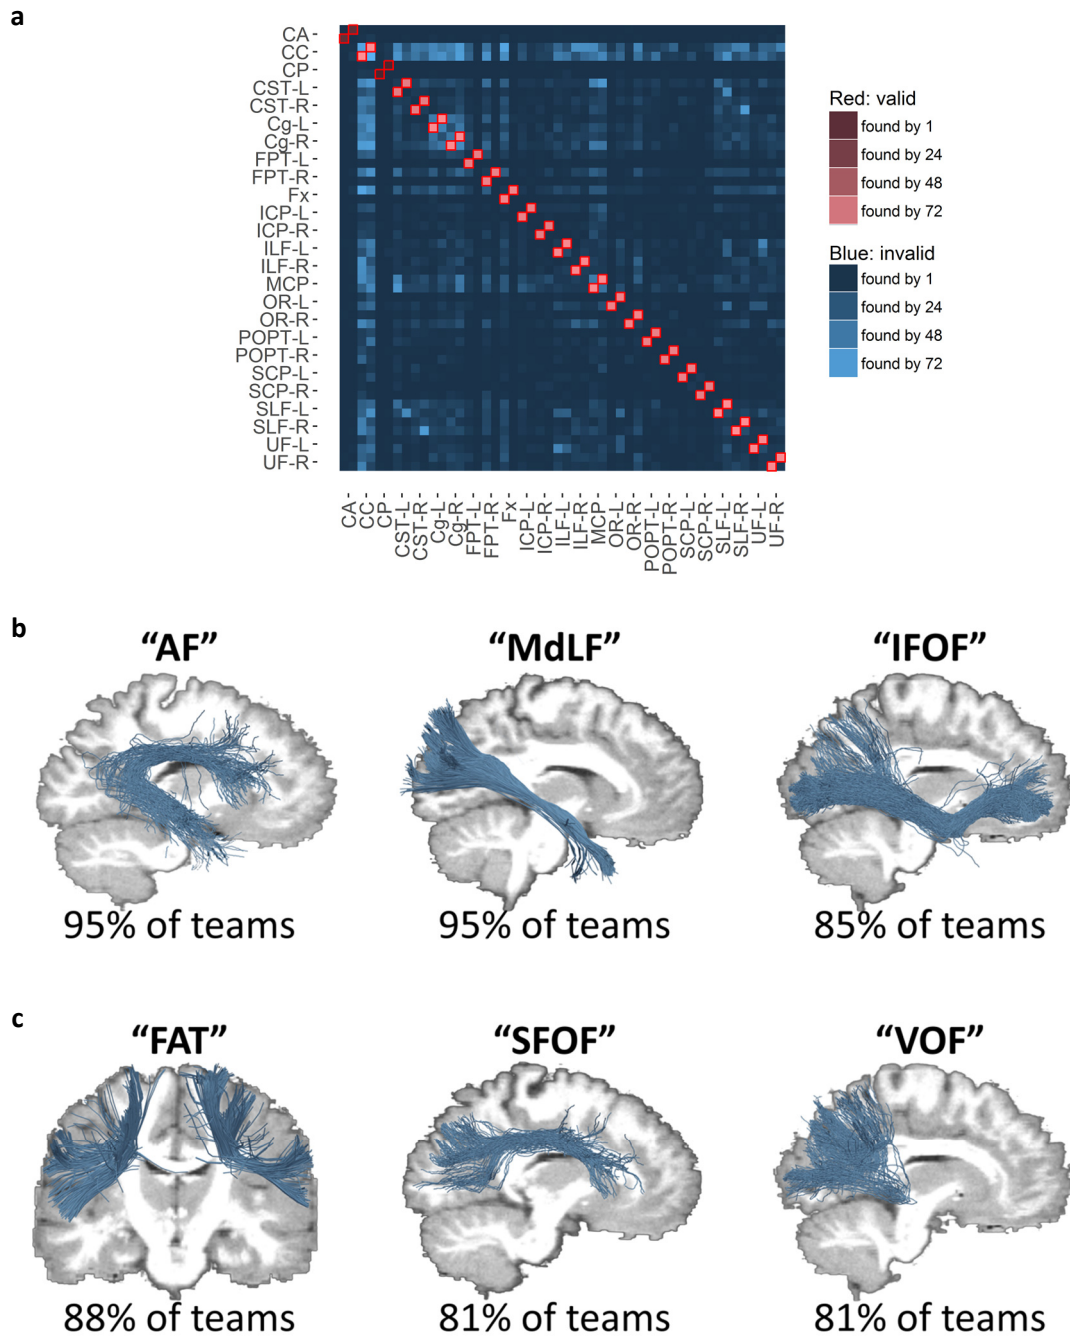 a
CA -
CC -
CP -
CST-L -
CST-R -
Cg-L -
Cg-R -
FPT-L -
FPT-R -
Fx -
ICP-L -
ICP-R -
ILF-L -
ILF-R -
MCP -
OR-L -
OR-R -
POPT-L -
POPT-R -
SCP-L -
SCP-R -
SLF-L -
SLF-R -
UF-L -
UF-R -
CA -
CC -
CP -
CST-L -
CST-R -
Cg-L -
Cg-R -
FPT-L -
FPT-R -
Fx -
ICP-L -
ICP-R -
ILF-L -
ILF-R -
MCP -
OR-L -
OR-R -
POPT-L -
POPT-R -
SCP-L -
SCP-R -
SLF-L -
SLF-R -
UF-L -
UF-R -
Red: valid
found by 1
found by 24
found by 48
found by 72
Blue: invalid
found by 1
found by 24
found by 48
found by 72
b
“AF” “MdLF” “IFOF”
95% of teams 95% of teams 85% of teams
c
“FAT” “SFOF” “VOF”
88% of teams 81% of teams 81% of teams